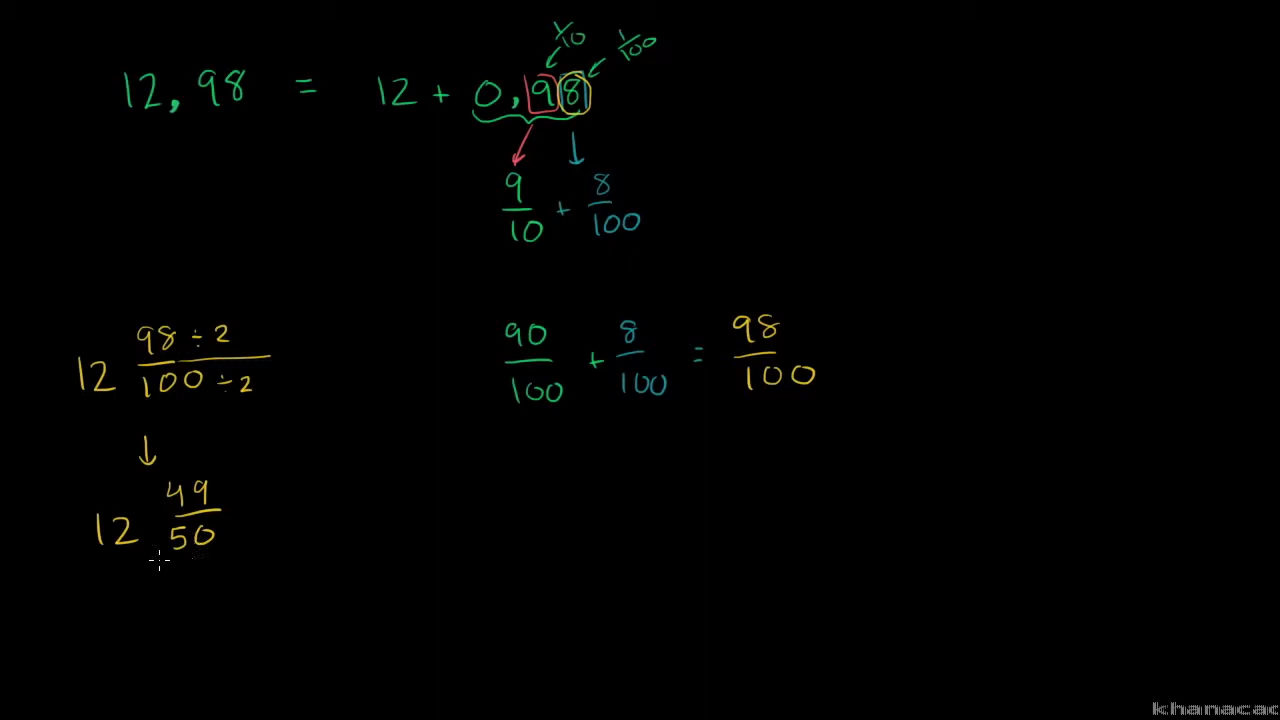 1/10 1/100
12,98 = 12 + 0,98
9/10 + 8/100
12 98 ÷ 2 / 100 ÷ 2
90/100 + 8/100 = 98/100
↓
12 49/50
khanacac